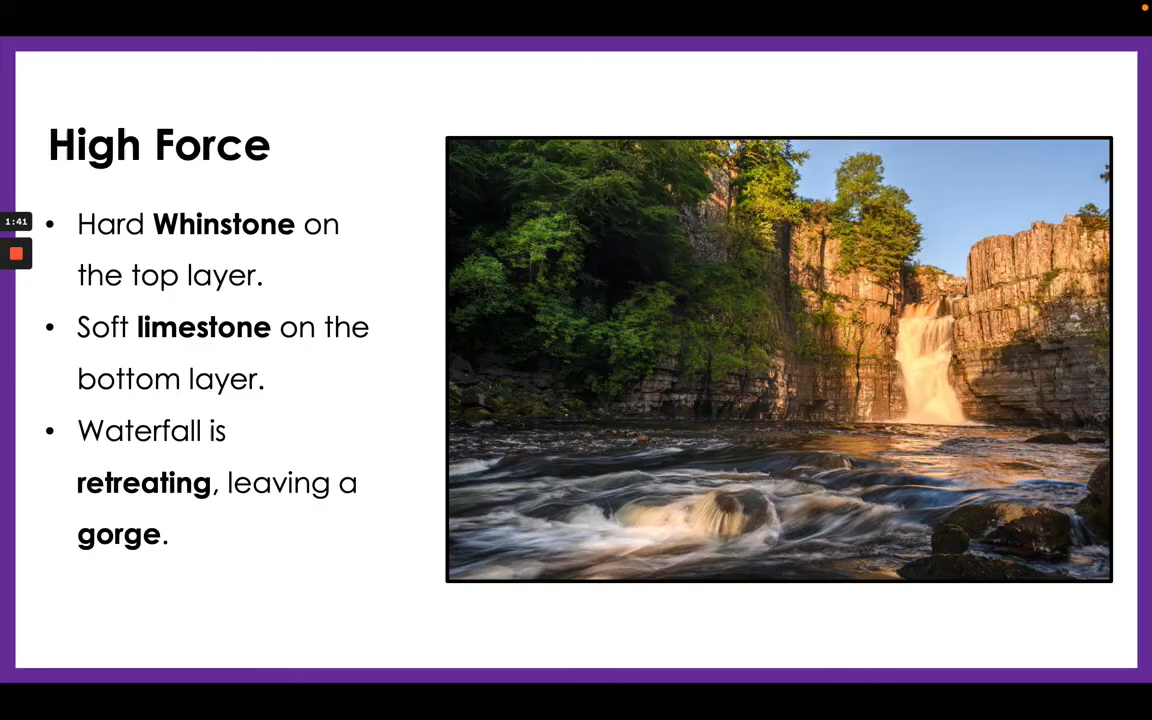 High Force
1:41
• Hard Whinstone on
the top layer.
• Soft limestone on the
bottom layer.
• Waterfall is
retreating, leaving a
gorge.